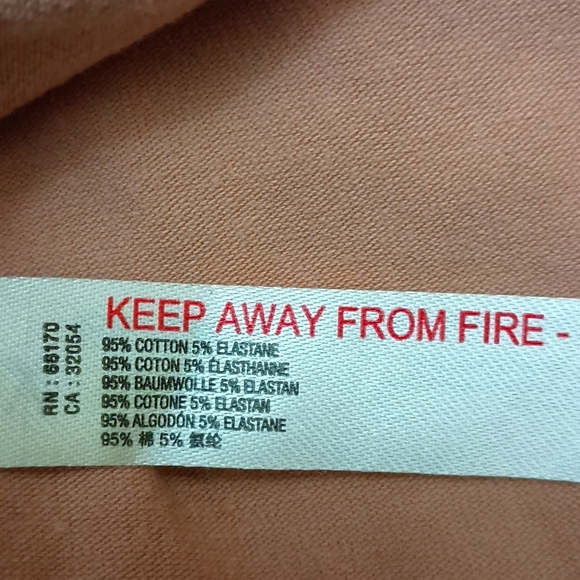 RN : 66170
CA : 32054
KEEP AWAY FROM FIRE -
95% COTTON 5% ELASTANE
95% COTON 5% ÉLASTHANNE
95% BAUMWOLLE 5% ELASTAN
95% COTONE 5% ELASTAN
95% ALGODÓN 5% ELASTANE
95% 棉 5% 氨纶